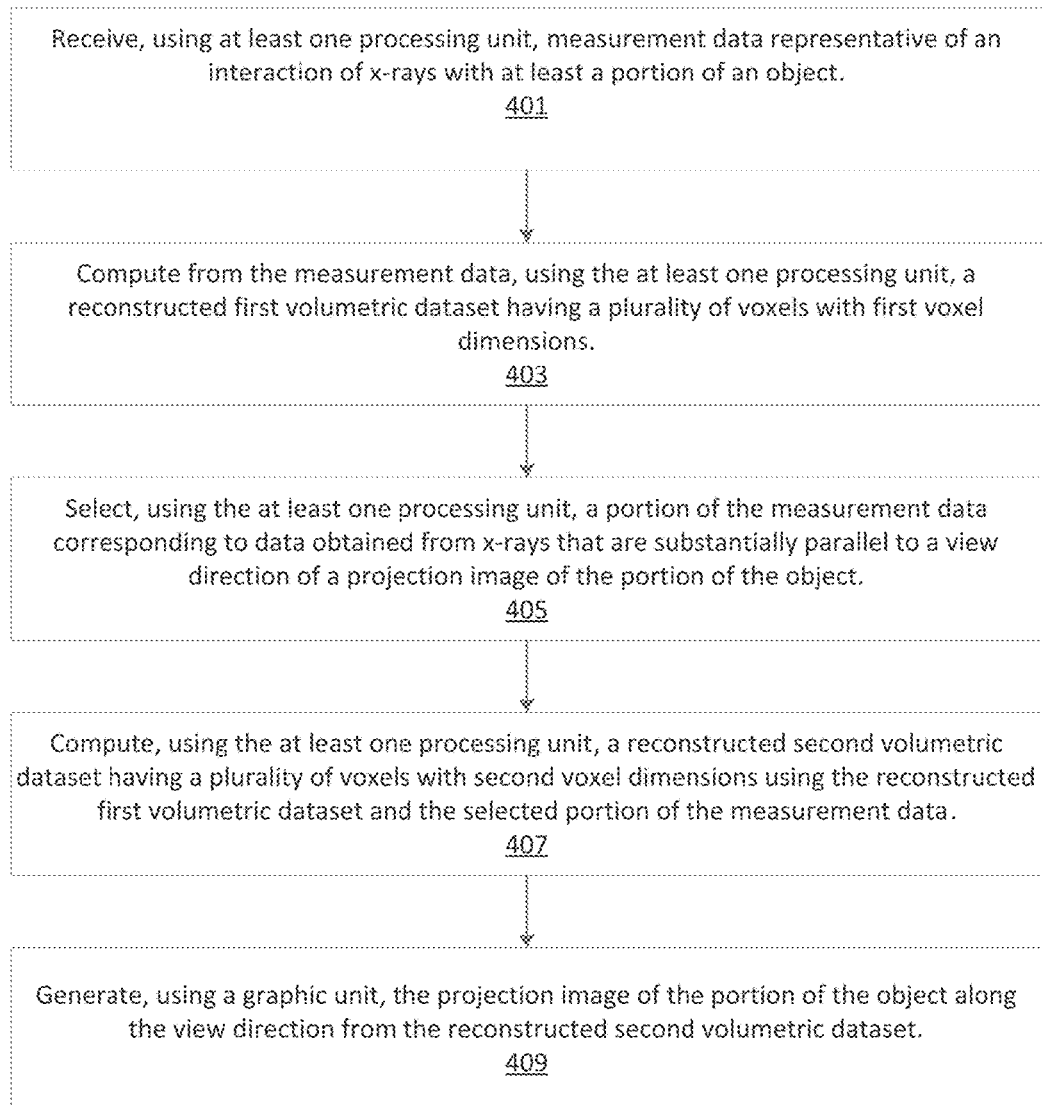 Receive, using at least one processing unit, measurement data representative of an
interaction of x-rays with at least a portion of an object.
401
Compute from the measurement data, using the at least one processing unit, a
reconstructed first volumetric dataset having a plurality of voxels with first voxel
dimensions.
403
Select, using the at least one processing unit, a portion of the measurement data
corresponding to data obtained from x-rays that are substantially parallel to a view
direction of a projection image of the portion of the object.
405
Compute, using the at least one processing unit, a reconstructed second volumetric
dataset having a plurality of voxels with second voxel dimensions using the reconstructed
first volumetric dataset and the selected portion of the measurement data.
407
Generate, using a graphic unit, the projection image of the portion of the object along
the view direction from the reconstructed second volumetric dataset.
409